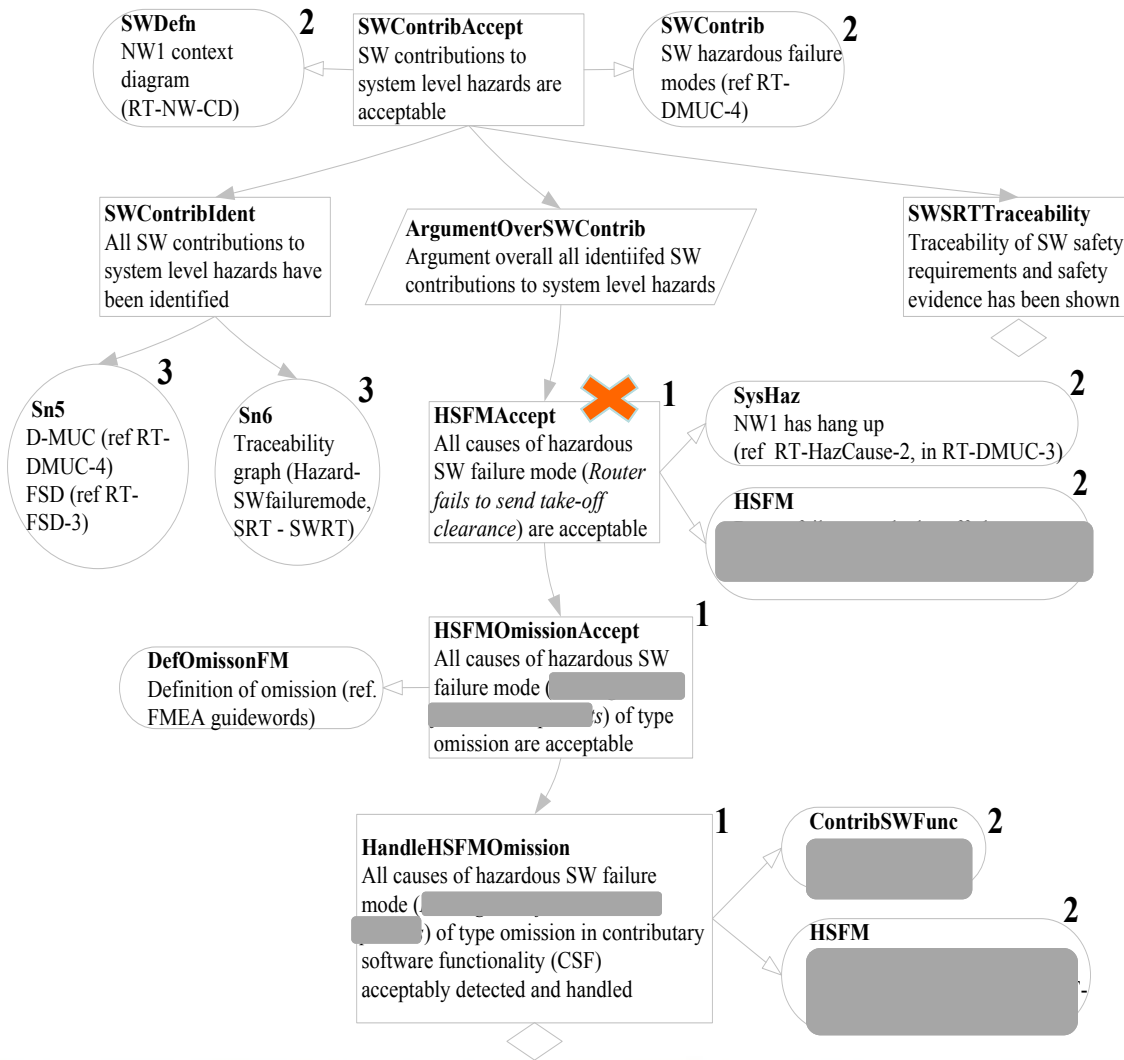 SWDefn
NW1 context
diagram
(RT-NW-CD)
2
SWContribAccept
SW contributions to
system level hazards are
acceptable
SWContrib
SW hazardous failure
modes (ref RT-
DMUC-4)
2
SWContribIdent
All SW contributions to
system level hazards have
been identified
ArgumentOverSWContrib
Argument overall all identiifed SW
contributions to system level hazards
SWSRTTraceability
Traceability of SW safety
requirements and safety
evidence has been shown
Sn5
D-MUC (ref RT-
DMUC-4)
FSD (ref RT-
FSD-3)
3
Sn6
Traceability
graph (Hazard-
SWfailuremode,
SRT - SWRT)
3
HSFMAccept
All causes of hazardous
SW failure mode (Router
fails to send take-off
clearance) are acceptable
1
SysHaz
NW1 has hang up
(ref RT-HazCause-2, in RT-DMUC-3)
2
HSFM
2
DefOmissonFM
Definition of omission (ref.
FMEA guidewords)
HSFMOmissionAccept
All causes of hazardous SW
failure mode (
) of type
omission are acceptable
1
HandleHSFMOmission
All causes of hazardous SW failure
mode (
) of type omission in contributary
software functionality (CSF)
acceptably detected and handled
1
ContribSWFunc
2
HSFM
2